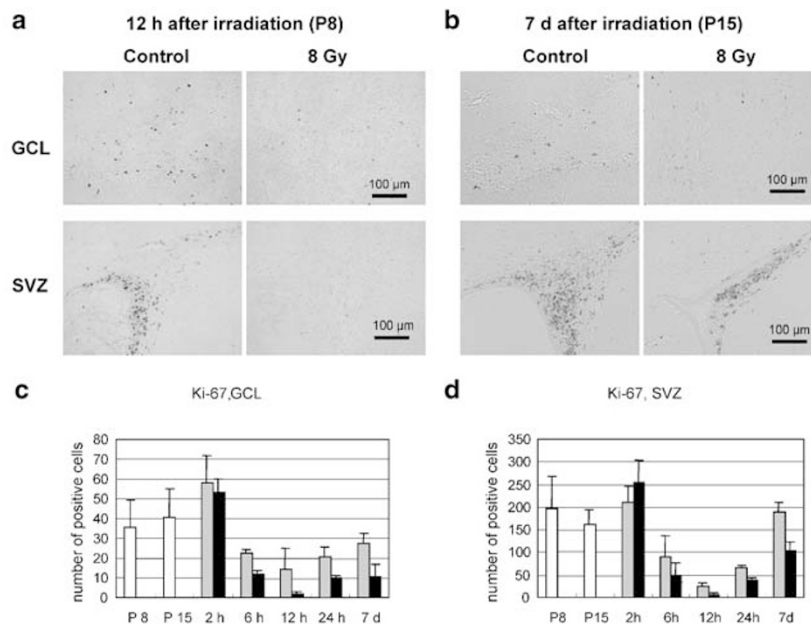 a
12 h after irradiation (P8)
b
7 d after irradiation (P15)
Control
8 Gy
Control
8 Gy
GCL
100 µm
100 µm
SVZ
100 µm
100 µm
c
Ki-67,GCL
d
Ki-67, SVZ
number of positive cells
80
70
60
50
40
30
20
10
0
P 8
P 15
2 h
6 h
12 h
24 h
7 d
number of positive cells
350
300
250
200
150
100
50
0
P8
P15
2h
6h
12h
24h
7d